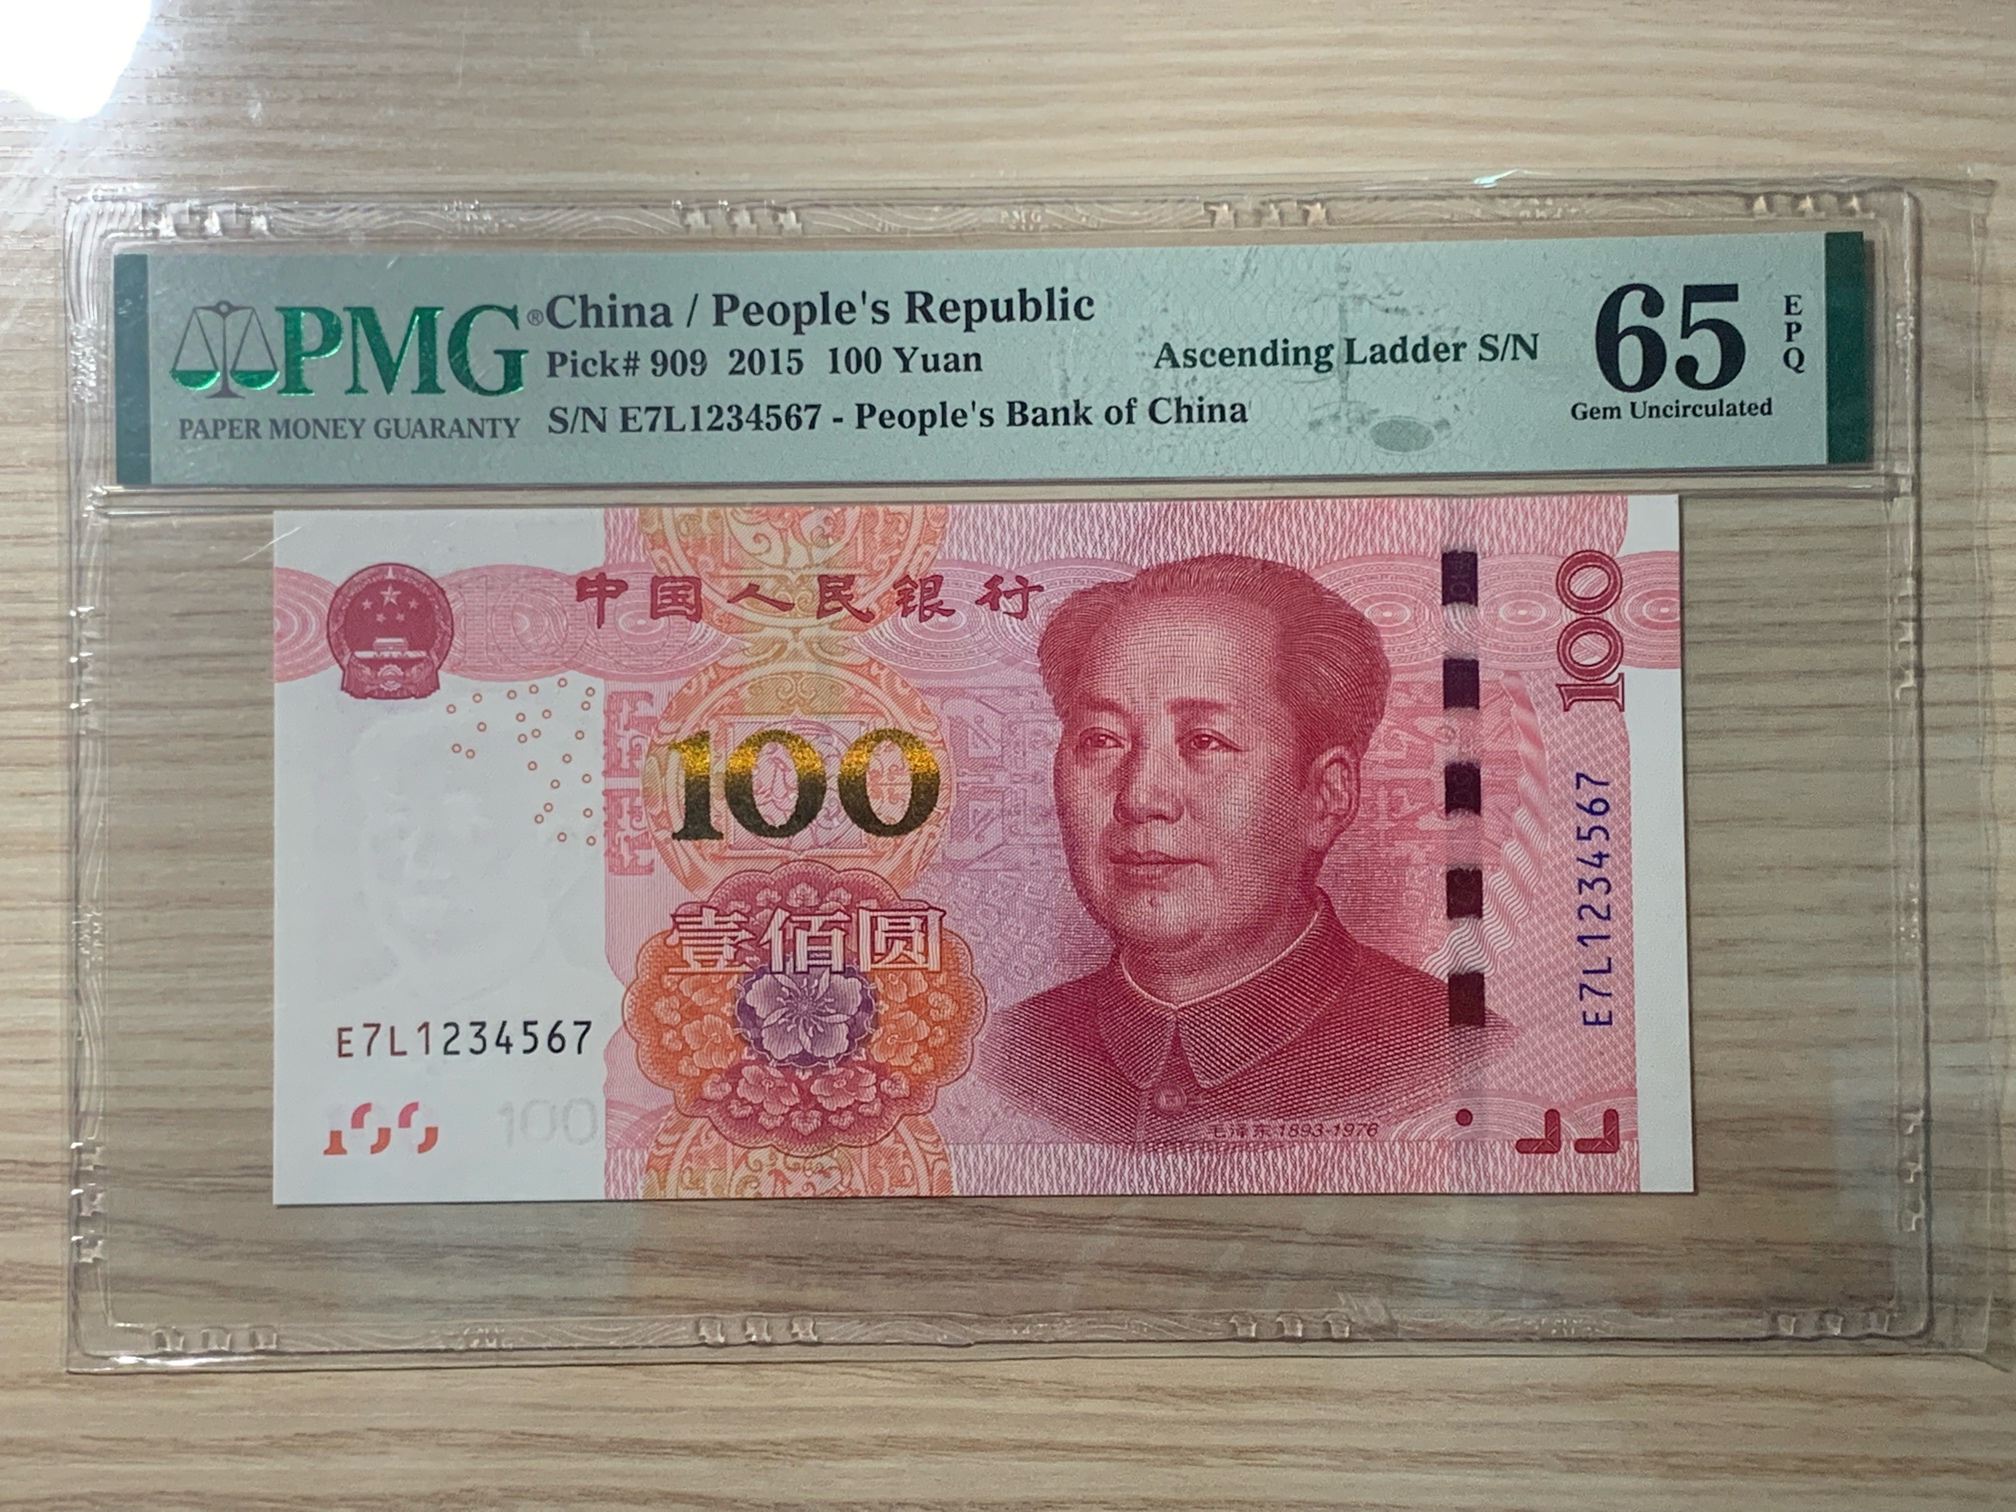 PMG®
PAPER MONEY GUARANTY
China / People's Republic
Pick# 909 2015 100 Yuan
S/N E7L1234567 - People's Bank of China
Ascending Ladder S/N
65
EPQ
Gem Uncirculated
中国人民银行
100
100
壹佰圆
E7L1234567
E7L1234567
100
100
毛泽东 1893-1976